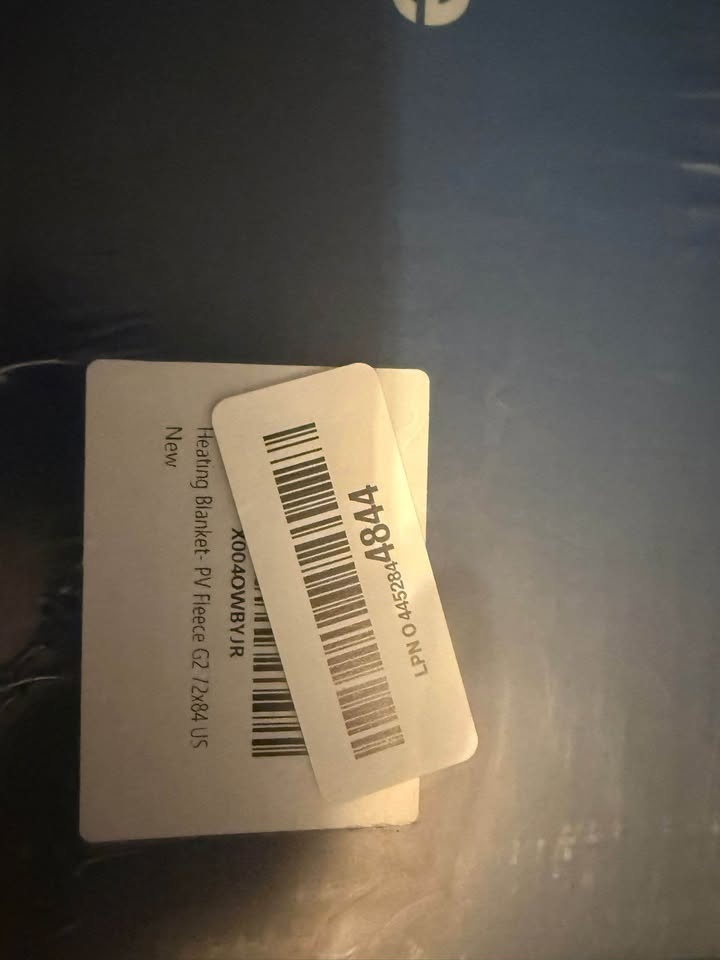 X004OWBYJR
Heating Blanket- PV Fleece G2 72x84 US
New
LPN O 4452844844